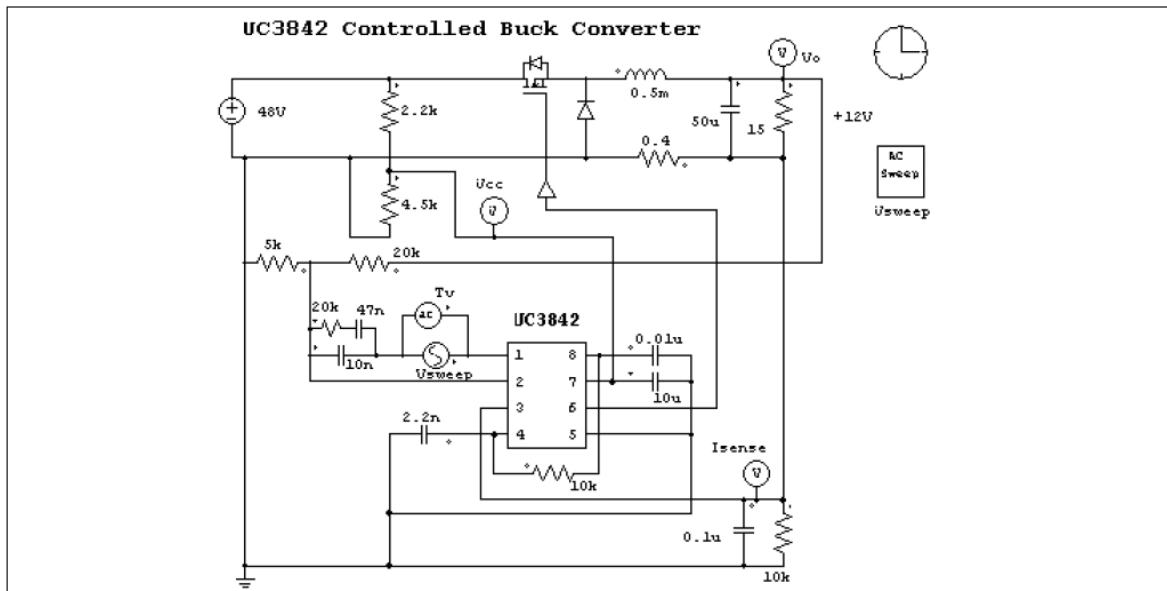 UC3842 Controlled Buck Converter
V
Vo
0.5m
48V
2.2k
50u
15
+12V
0.4
AC
Sweep
Vsweep
Vcc
V
4.5k
5k
20k
Tv
ac
20k
47n
UC3842
0.01u
10n
Vsweep
1
8
2
7
10u
3
6
2.2n
4
5
Isense
V
10k
0.1u
10k